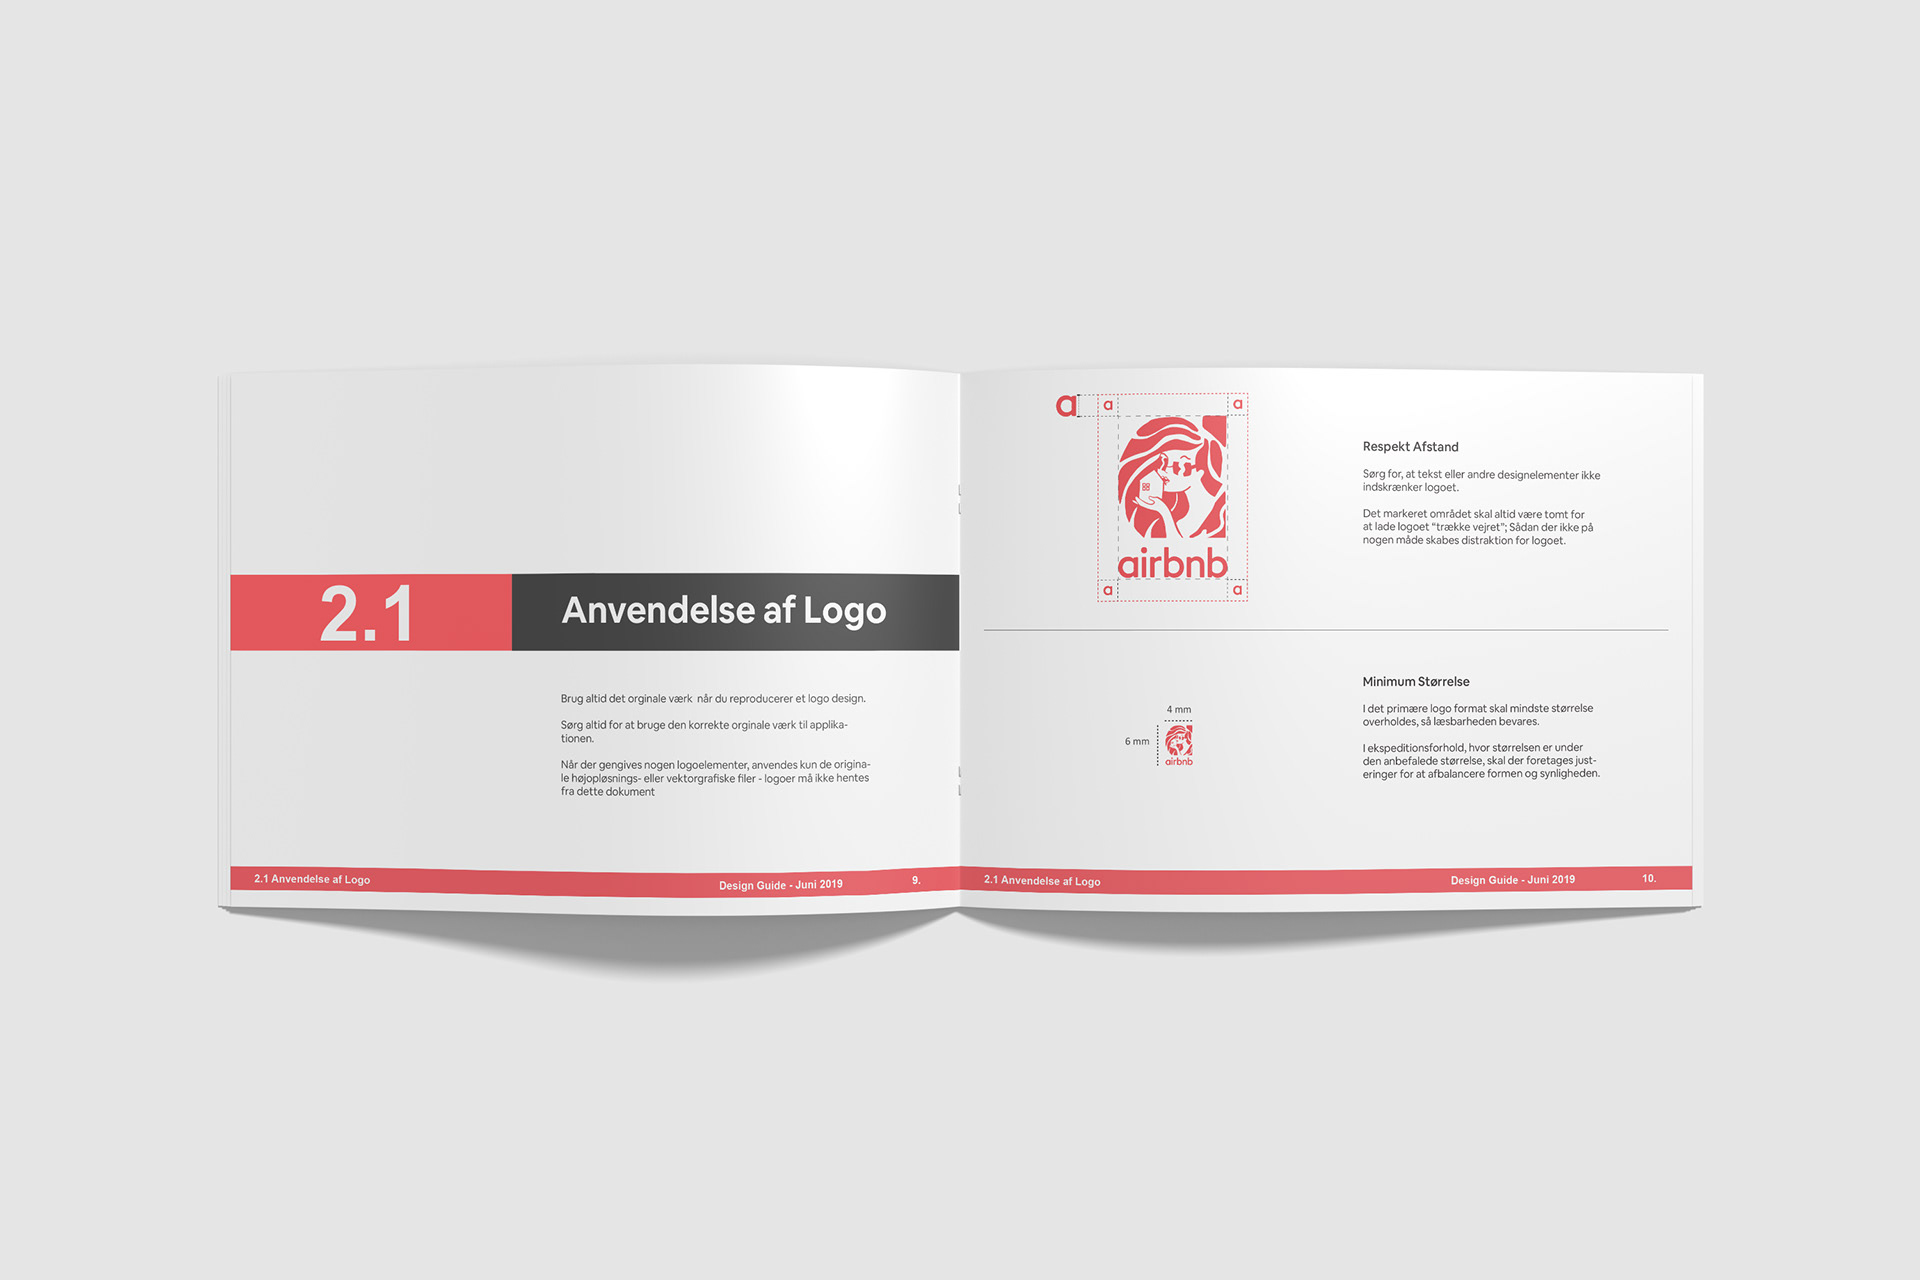 2.1
Anvendelse af Logo
Brug altid det orginale værk når du reproducerer et logo design.
Sørg altid for at bruge den korrekte orginale værk til applika-
tionen.
Når der gengives nogen logoelementer, anvendes kun de origina-
le højopløsnings- eller vektorgrafiske filer - logoer må ikke hentes
fra dette dokument
2.1 Anvendelse af Logo
Design Guide - Juni 2019
9.
a
a
a
airbnb
a
a
Respekt Afstand
Sørg for, at tekst eller andre designelementer ikke
indskrænker logoet.
Det markeret området skal altid være tomt for
at lade logoet “trække vejret”; Sådan der ikke på
nogen måde skabes distraktion for logoet.
4 mm
6 mm
airbnb
Minimum Størrelse
I det primære logo format skal mindste størrelse
overholdes, så læsbarheden bevares.
I ekspeditionsforhold, hvor størrelsen er under
den anbefalede størrelse, skal der foretages just-
eringer for at afbalancere formen og synligheden.
2.1 Anvendelse af Logo
Design Guide - Juni 2019
10.